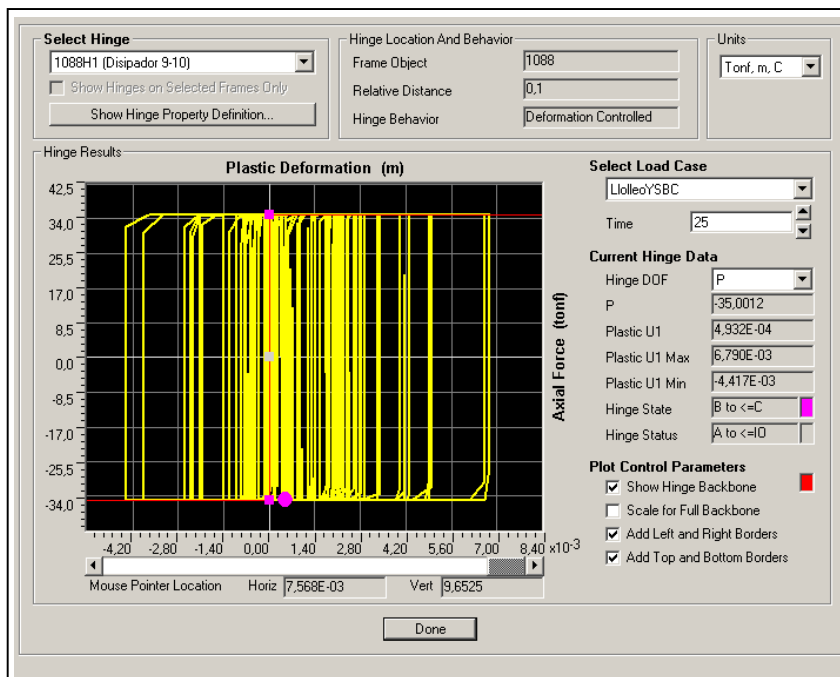 Select Hinge
1088H1 (Disipador 9-10)
Show Hinges on Selected Frames Only
Show Hinge Property Definition...
Hinge Location And Behavior
Frame Object 1088
Relative Distance 0,1
Hinge Behavior Deformation Controlled
Units
Tonf, m, C
Hinge Results
Plastic Deformation (m)
42,5
34,0
25,5
17,0
8,5
0,0
-8,5
-17,0
-25,5
-34,0
-4,20 -2,80 -1,40 0,00 1,40 2,80 4,20 5,60 7,00 8,40 x10-3
Axial Force (tonf)
Mouse Pointer Location Horiz 7,568E-03 Vert 9,6525
Select Load Case
LlolleoYSBC
Time 25
Current Hinge Data
Hinge DOF P
P -35,0012
Plastic U1 4,932E-04
Plastic U1 Max 6,790E-03
Plastic U1 Min -4,417E-03
Hinge State B to <=C
Hinge Status A to <=IO
Plot Control Parameters
Show Hinge Backbone
Scale for Full Backbone
Add Left and Right Borders
Add Top and Bottom Borders
Done